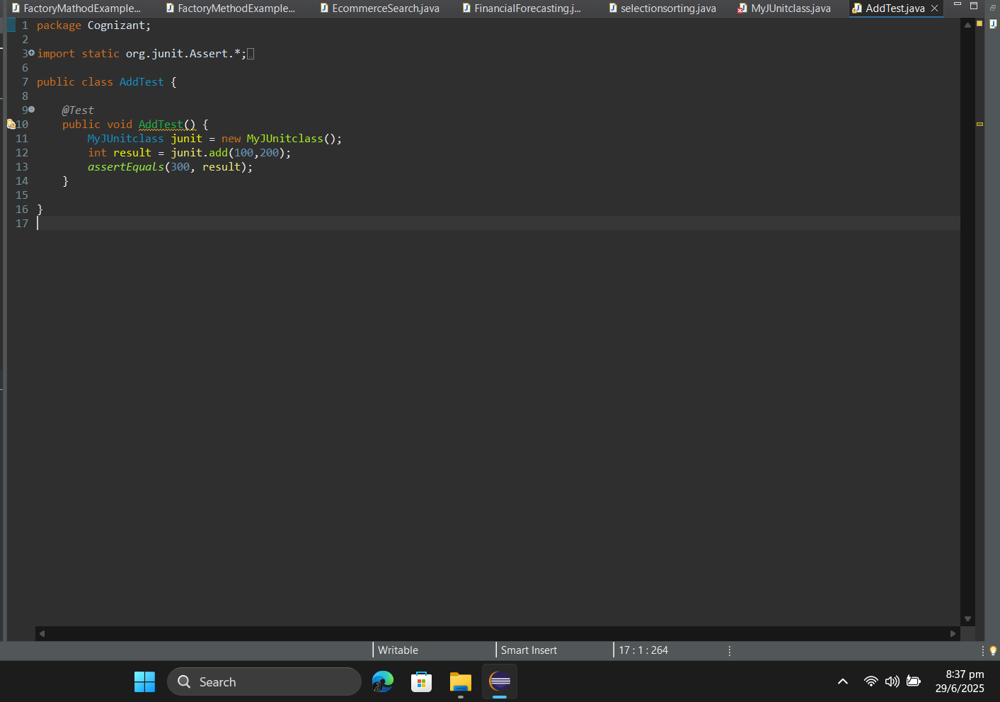 FactoryMathodExample... FactoryMethodExample... EcommerceSearch.java FinancialForecasting.j... selectionsorting.java MyJUnitclass.java AddTest.java
1 package Cognizant;
2
3 import static org.junit.Assert.*;
6
7 public class AddTest {
8
9 @Test
10 public void AddTest() {
11 MyJUnitclass junit = new MyJUnitclass();
12 int result = junit.add(100,200);
13 assertEquals(300, result);
14 }
15
16 }
17
Writable Smart Insert 17 : 1 : 264
Search
8:37 pm
29/6/2025